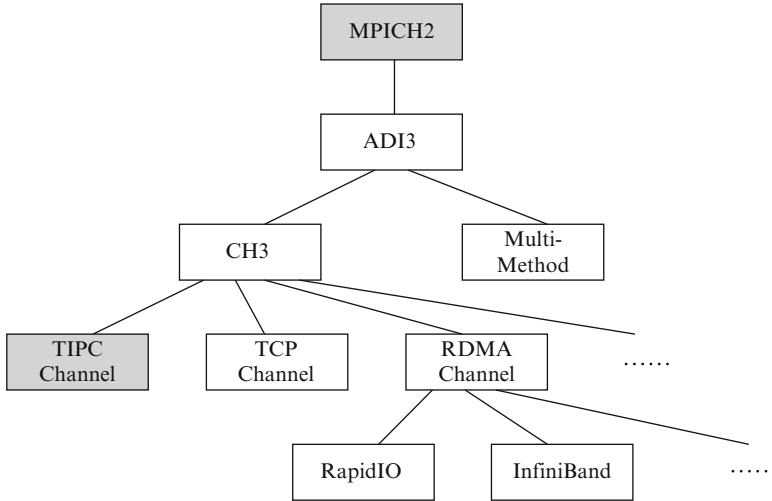 MPICH2
ADI3
CH3
Multi-
Method
TIPC
Channel
TCP
Channel
RDMA
Channel
......
RapidIO
InfiniBand
.....